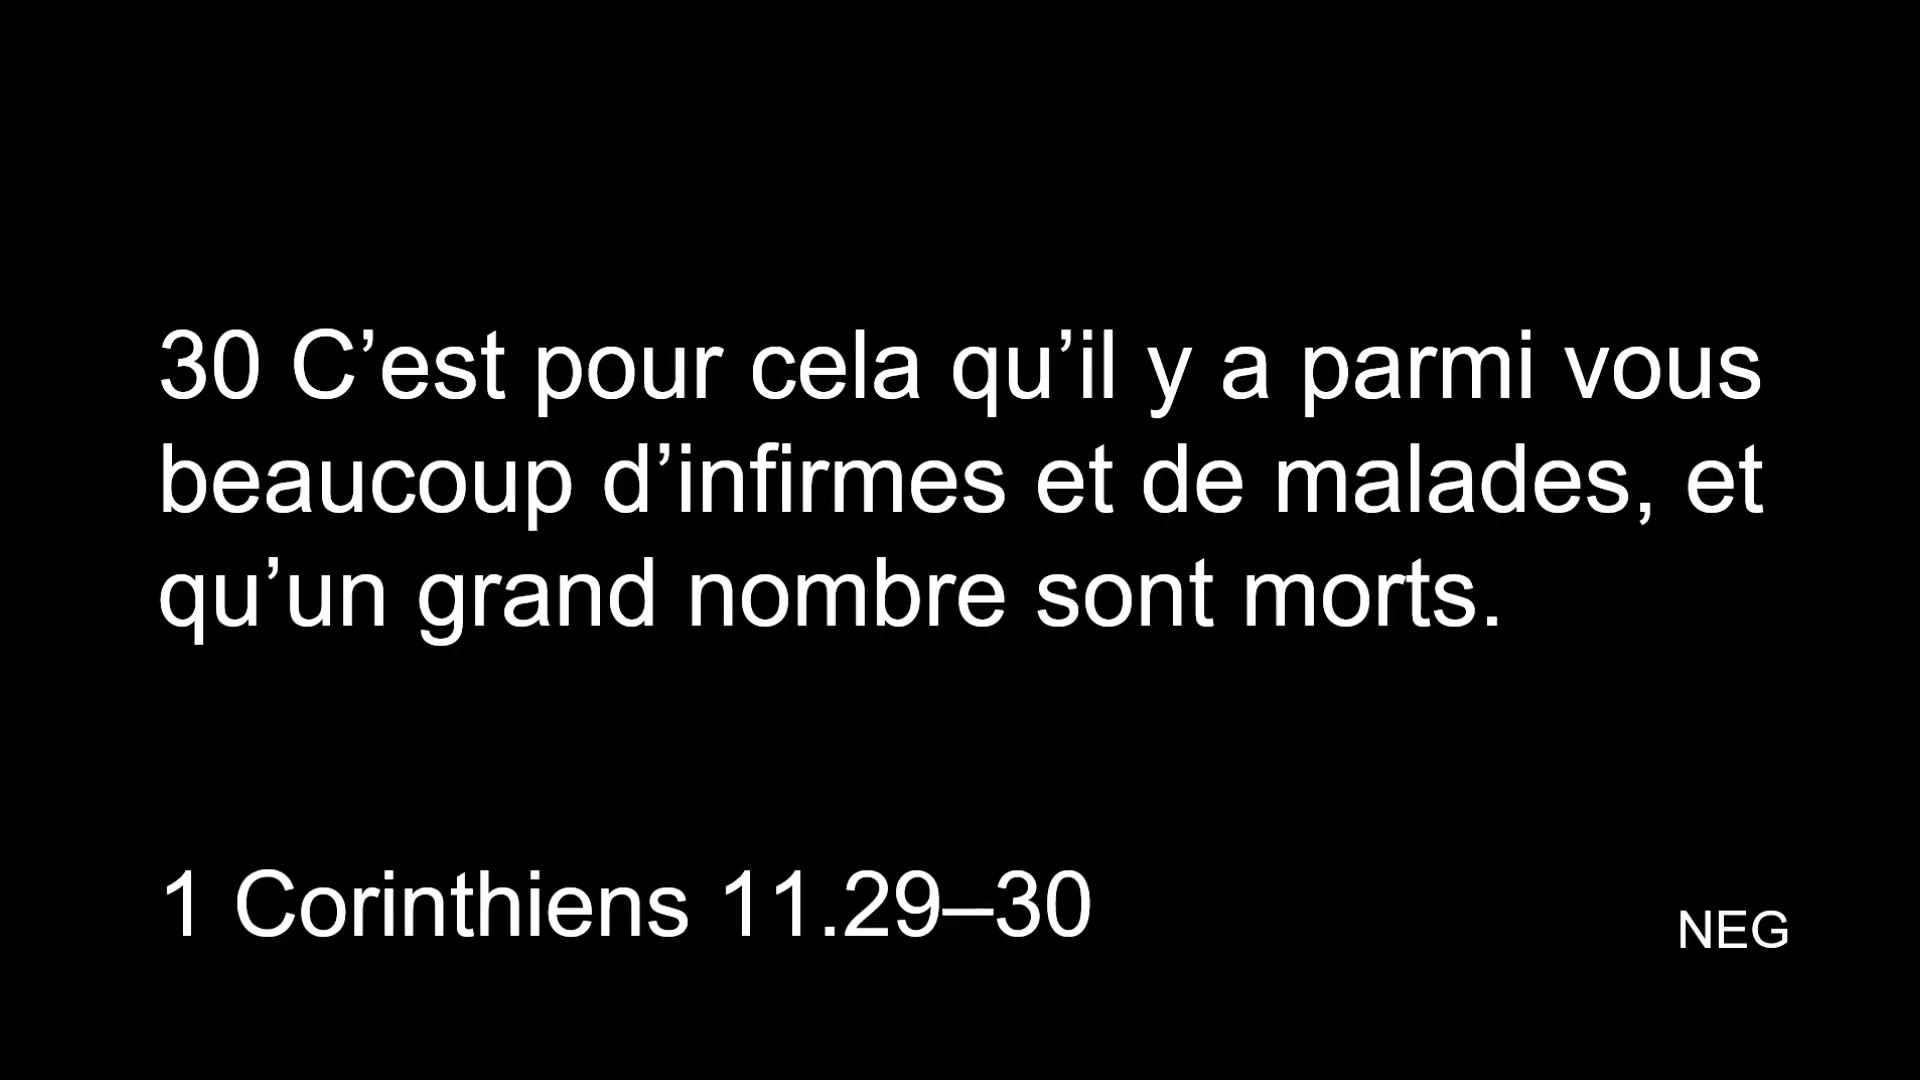 30 C’est pour cela qu’il y a parmi vous
beaucoup d’infirmes et de malades, et
qu’un grand nombre sont morts.
1 Corinthiens 11.29–30
NEG